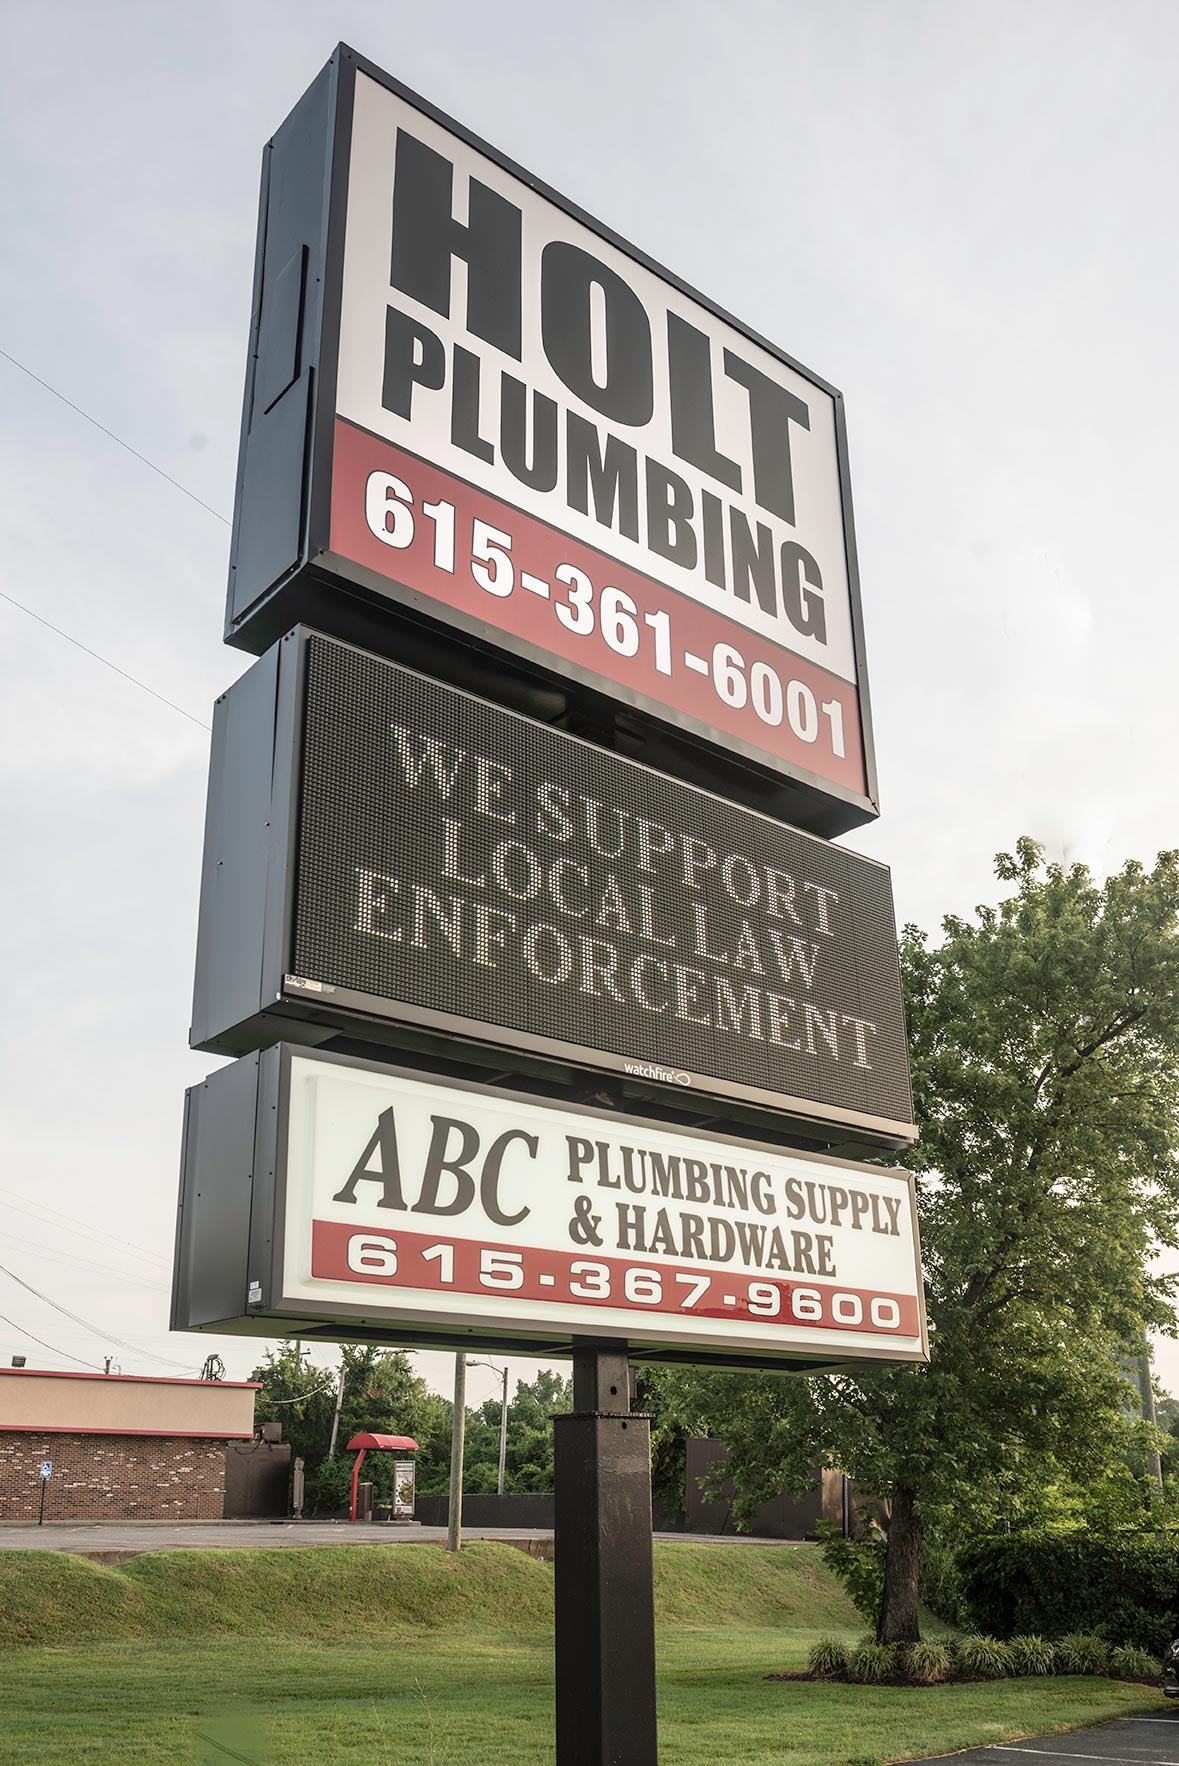 HOLT
PLUMBING
615-361-6001
WE SUPPORT
LOCAL LAW
ENFORCEMENT
watchfire
ABC PLUMBING SUPPLY
& HARDWARE
615-367-9600